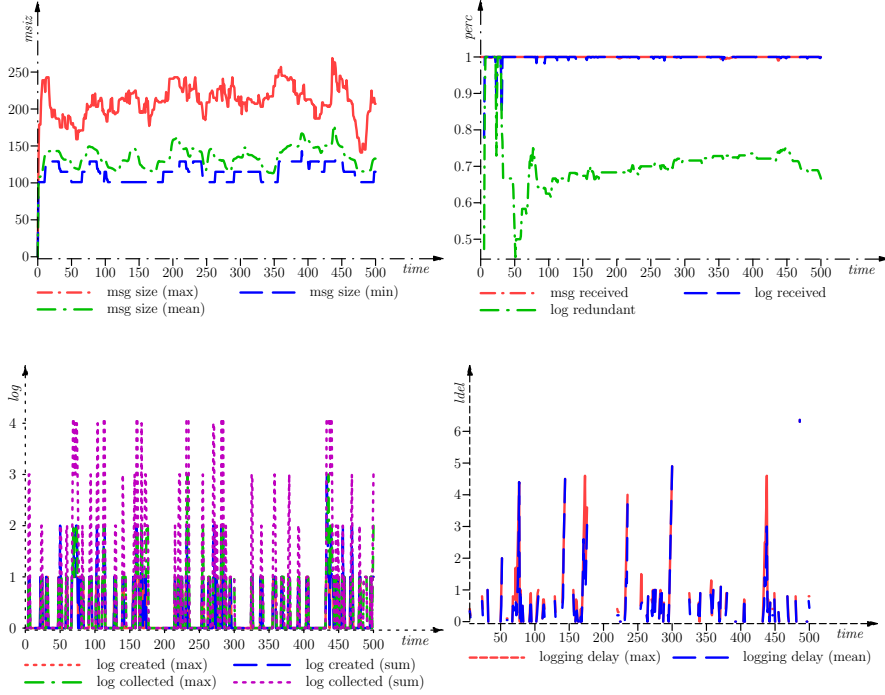 msiz
250
200
150
100
50
0
0 50 100 150 200 250 300 350 400 450 500
time
msg size (max) msg size (min)
msg size (mean)
perc
1
0.9
0.8
0.7
0.6
0.5
0 50 100 150 200 250 300 350 400 450 500
time
msg received log received
log redundant
log
4
3
2
1
0
0 50 100 150 200 250 300 350 400 450 500
time
log created (max) log created (sum)
log collected (max) log collected (sum)
ldel
6
5
4
3
2
1
0
50 100 150 200 250 300 350 400 450 500
time
logging delay (max) logging delay (mean)